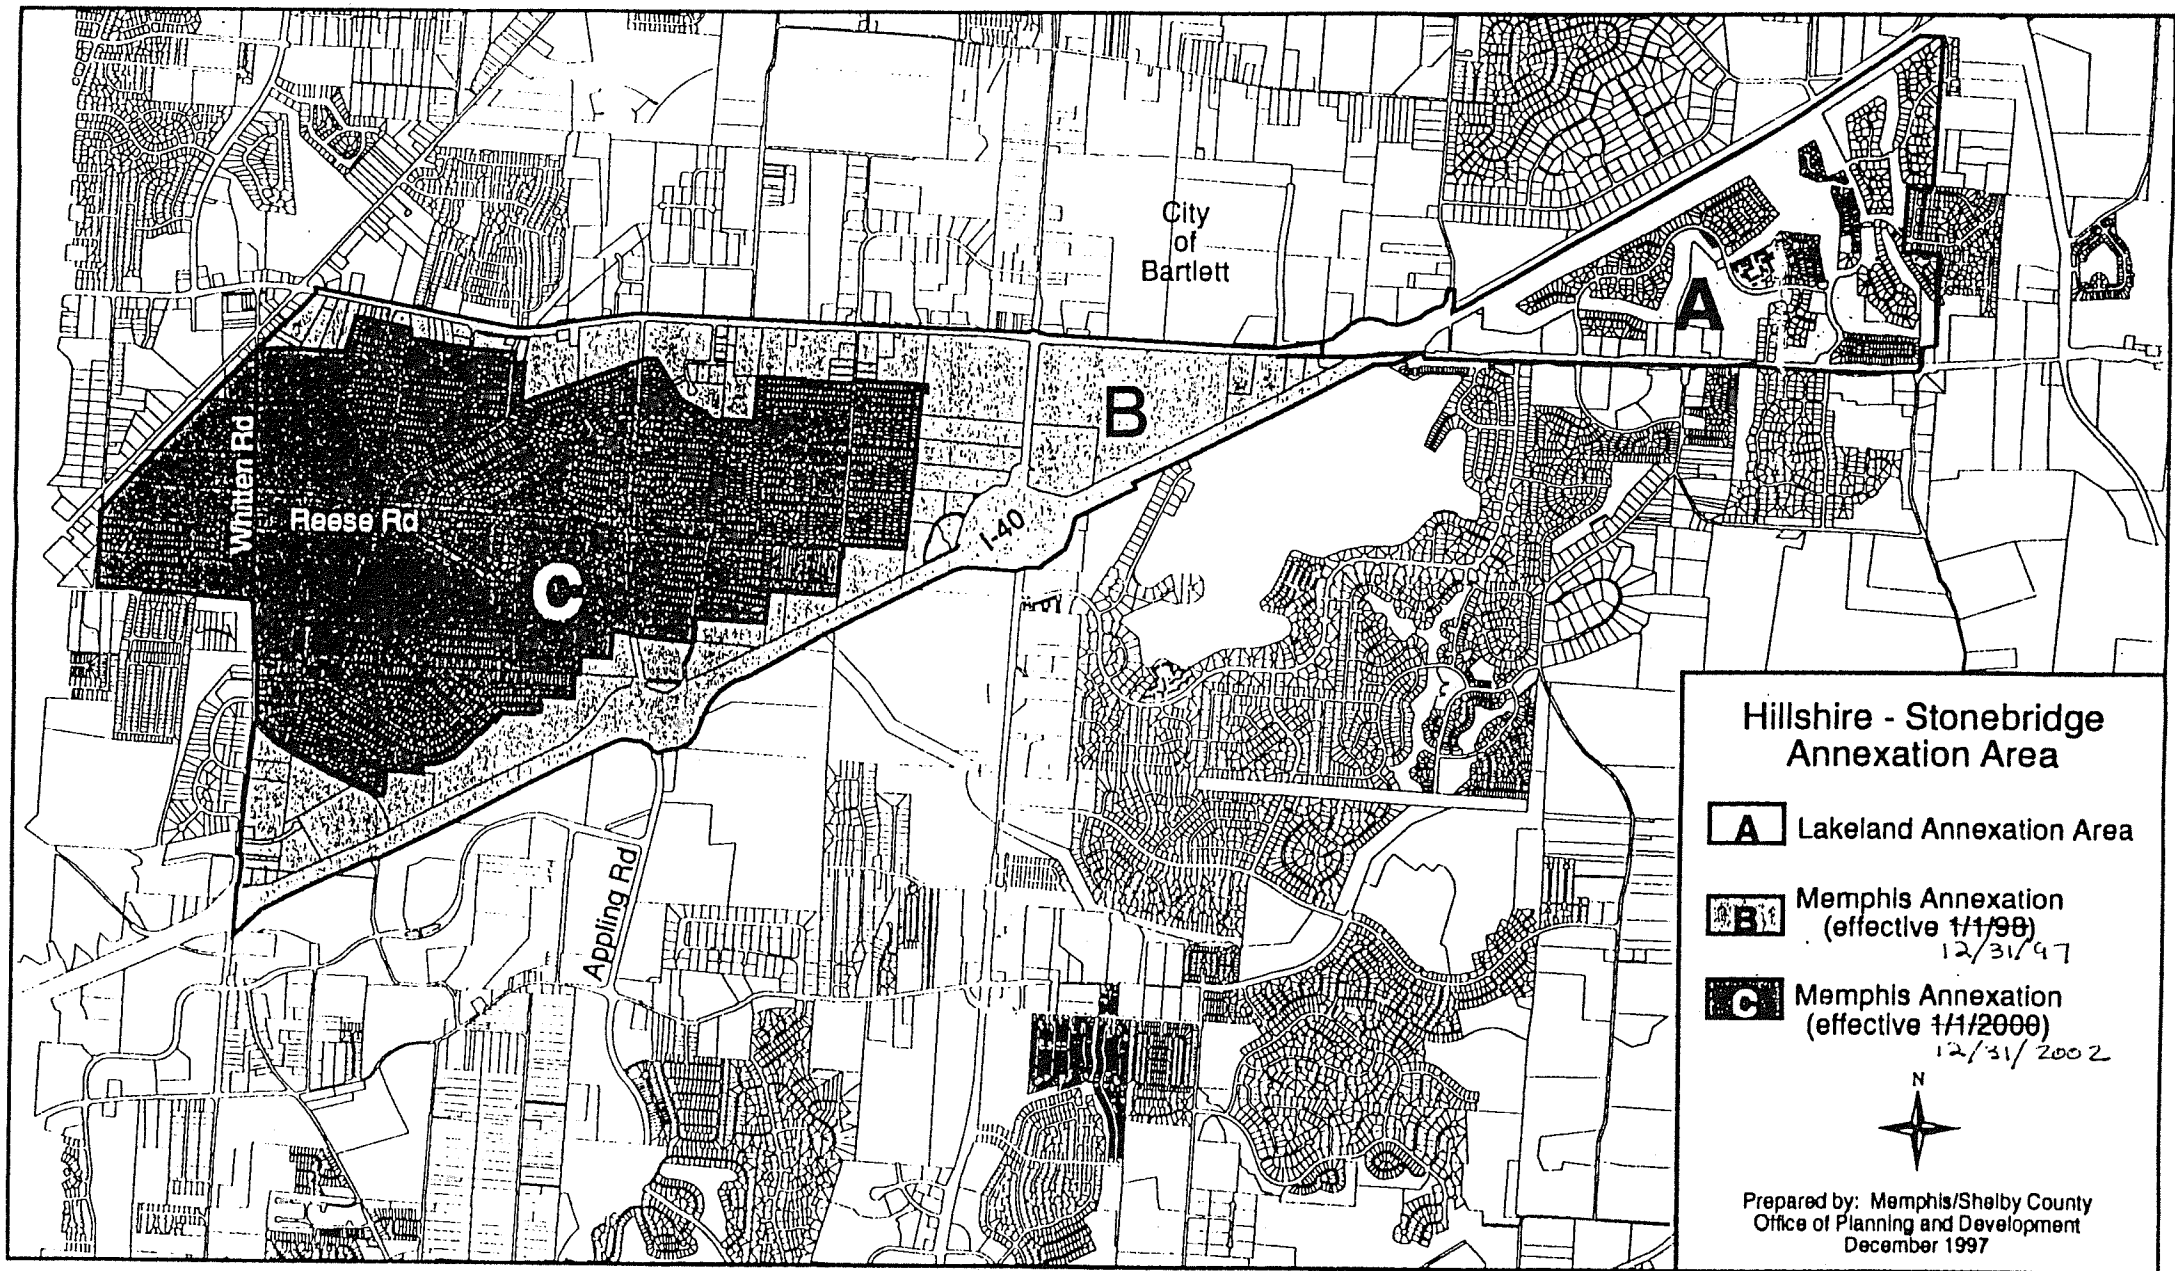 City
of
Bartlett
A
B
Whitten Rd
Reese Rd
I-40
C
Appling Rd
Hillshire - Stonebridge
Annexation Area
A Lakeland Annexation Area
B Memphis Annexation
(effective 1/1/98)
12/31/97
C Memphis Annexation
(effective 1/1/2000)
12/31/2002
N
Prepared by: Memphis/Shelby County
Office of Planning and Development
December 1997